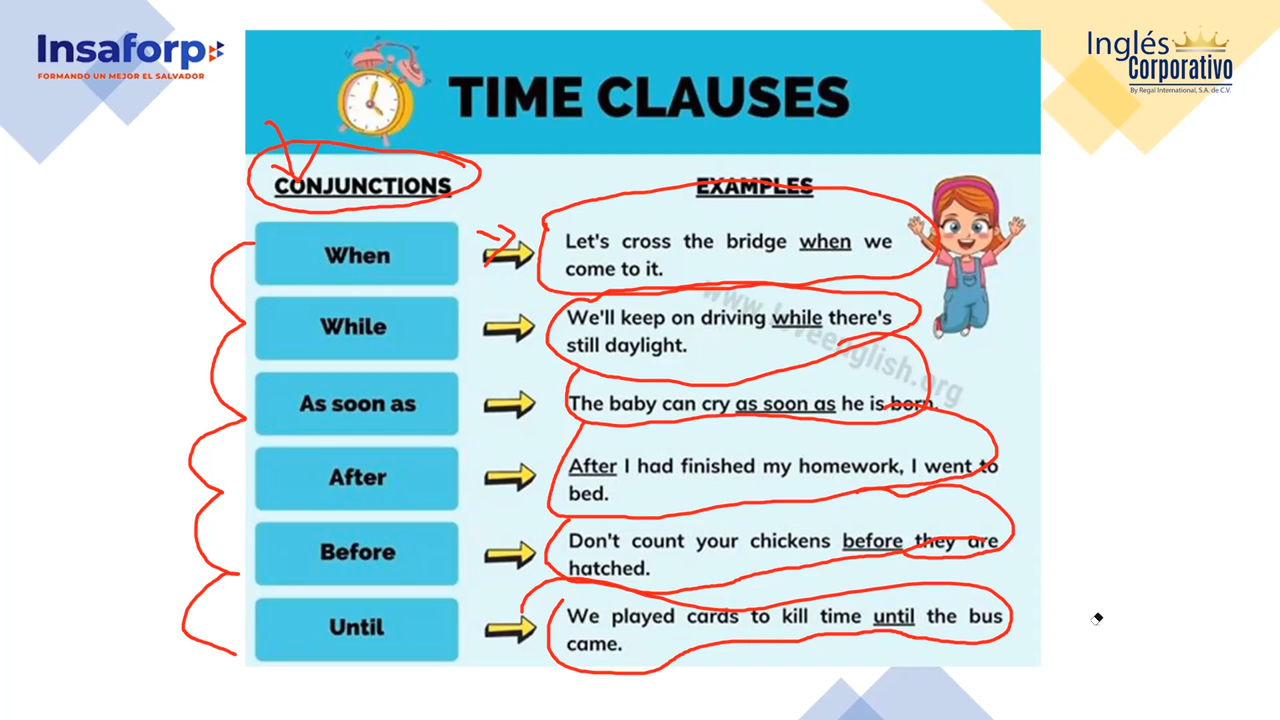 Insaforp
FORMANDO UN MEJOR EL SALVADOR
Inglés
Corporativo
By Regal International, S.A. de C.V.
TIME CLAUSES
CONJUNCTIONS
EXAMPLES
When
Let's cross the bridge when we
come to it.
While
We'll keep on driving while there's
still daylight.
www.loveenglish.org
As soon as
The baby can cry as soon as he is born.
After
After I had finished my homework, I went to
bed.
Before
Don't count your chickens before they are
hatched.
Until
We played cards to kill time until the bus
came.